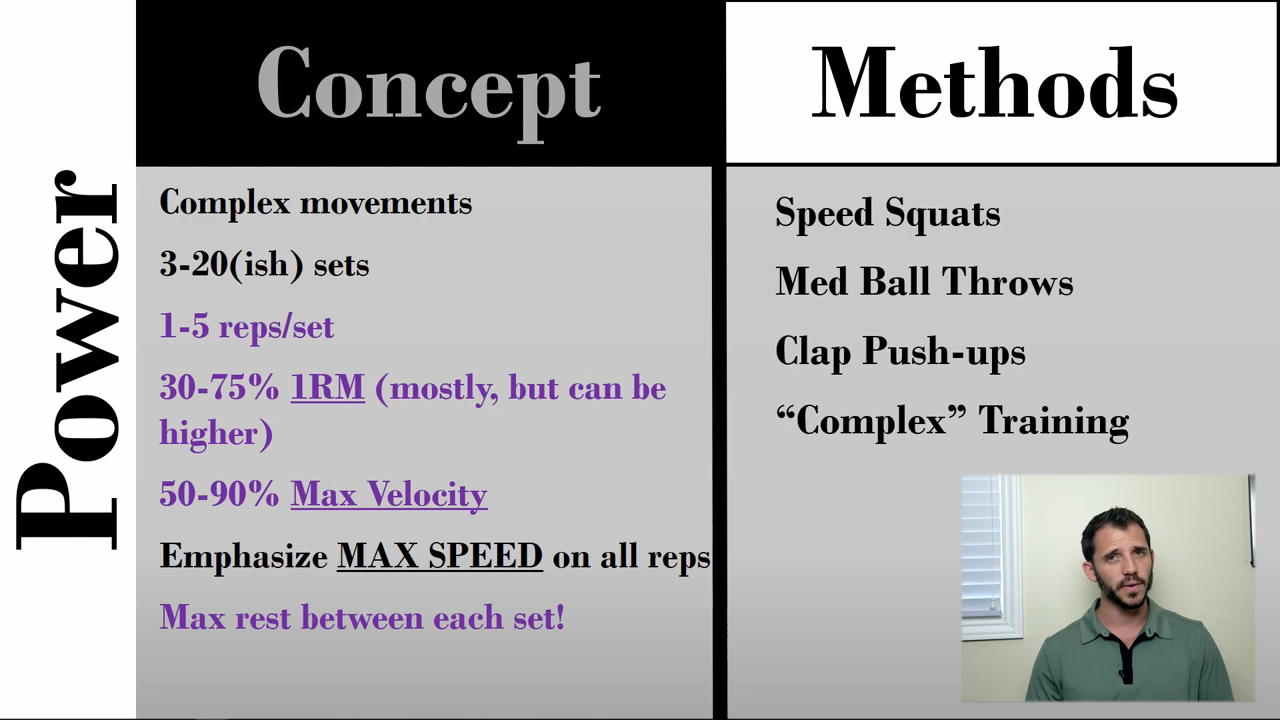 Power
Concept
Methods
Complex movements
3-20(ish) sets
1-5 reps/set
30-75% 1RM (mostly, but can be
higher)
50-90% Max Velocity
Emphasize MAX SPEED on all reps
Max rest between each set!
Speed Squats
Med Ball Throws
Clap Push-ups
“Complex” Training